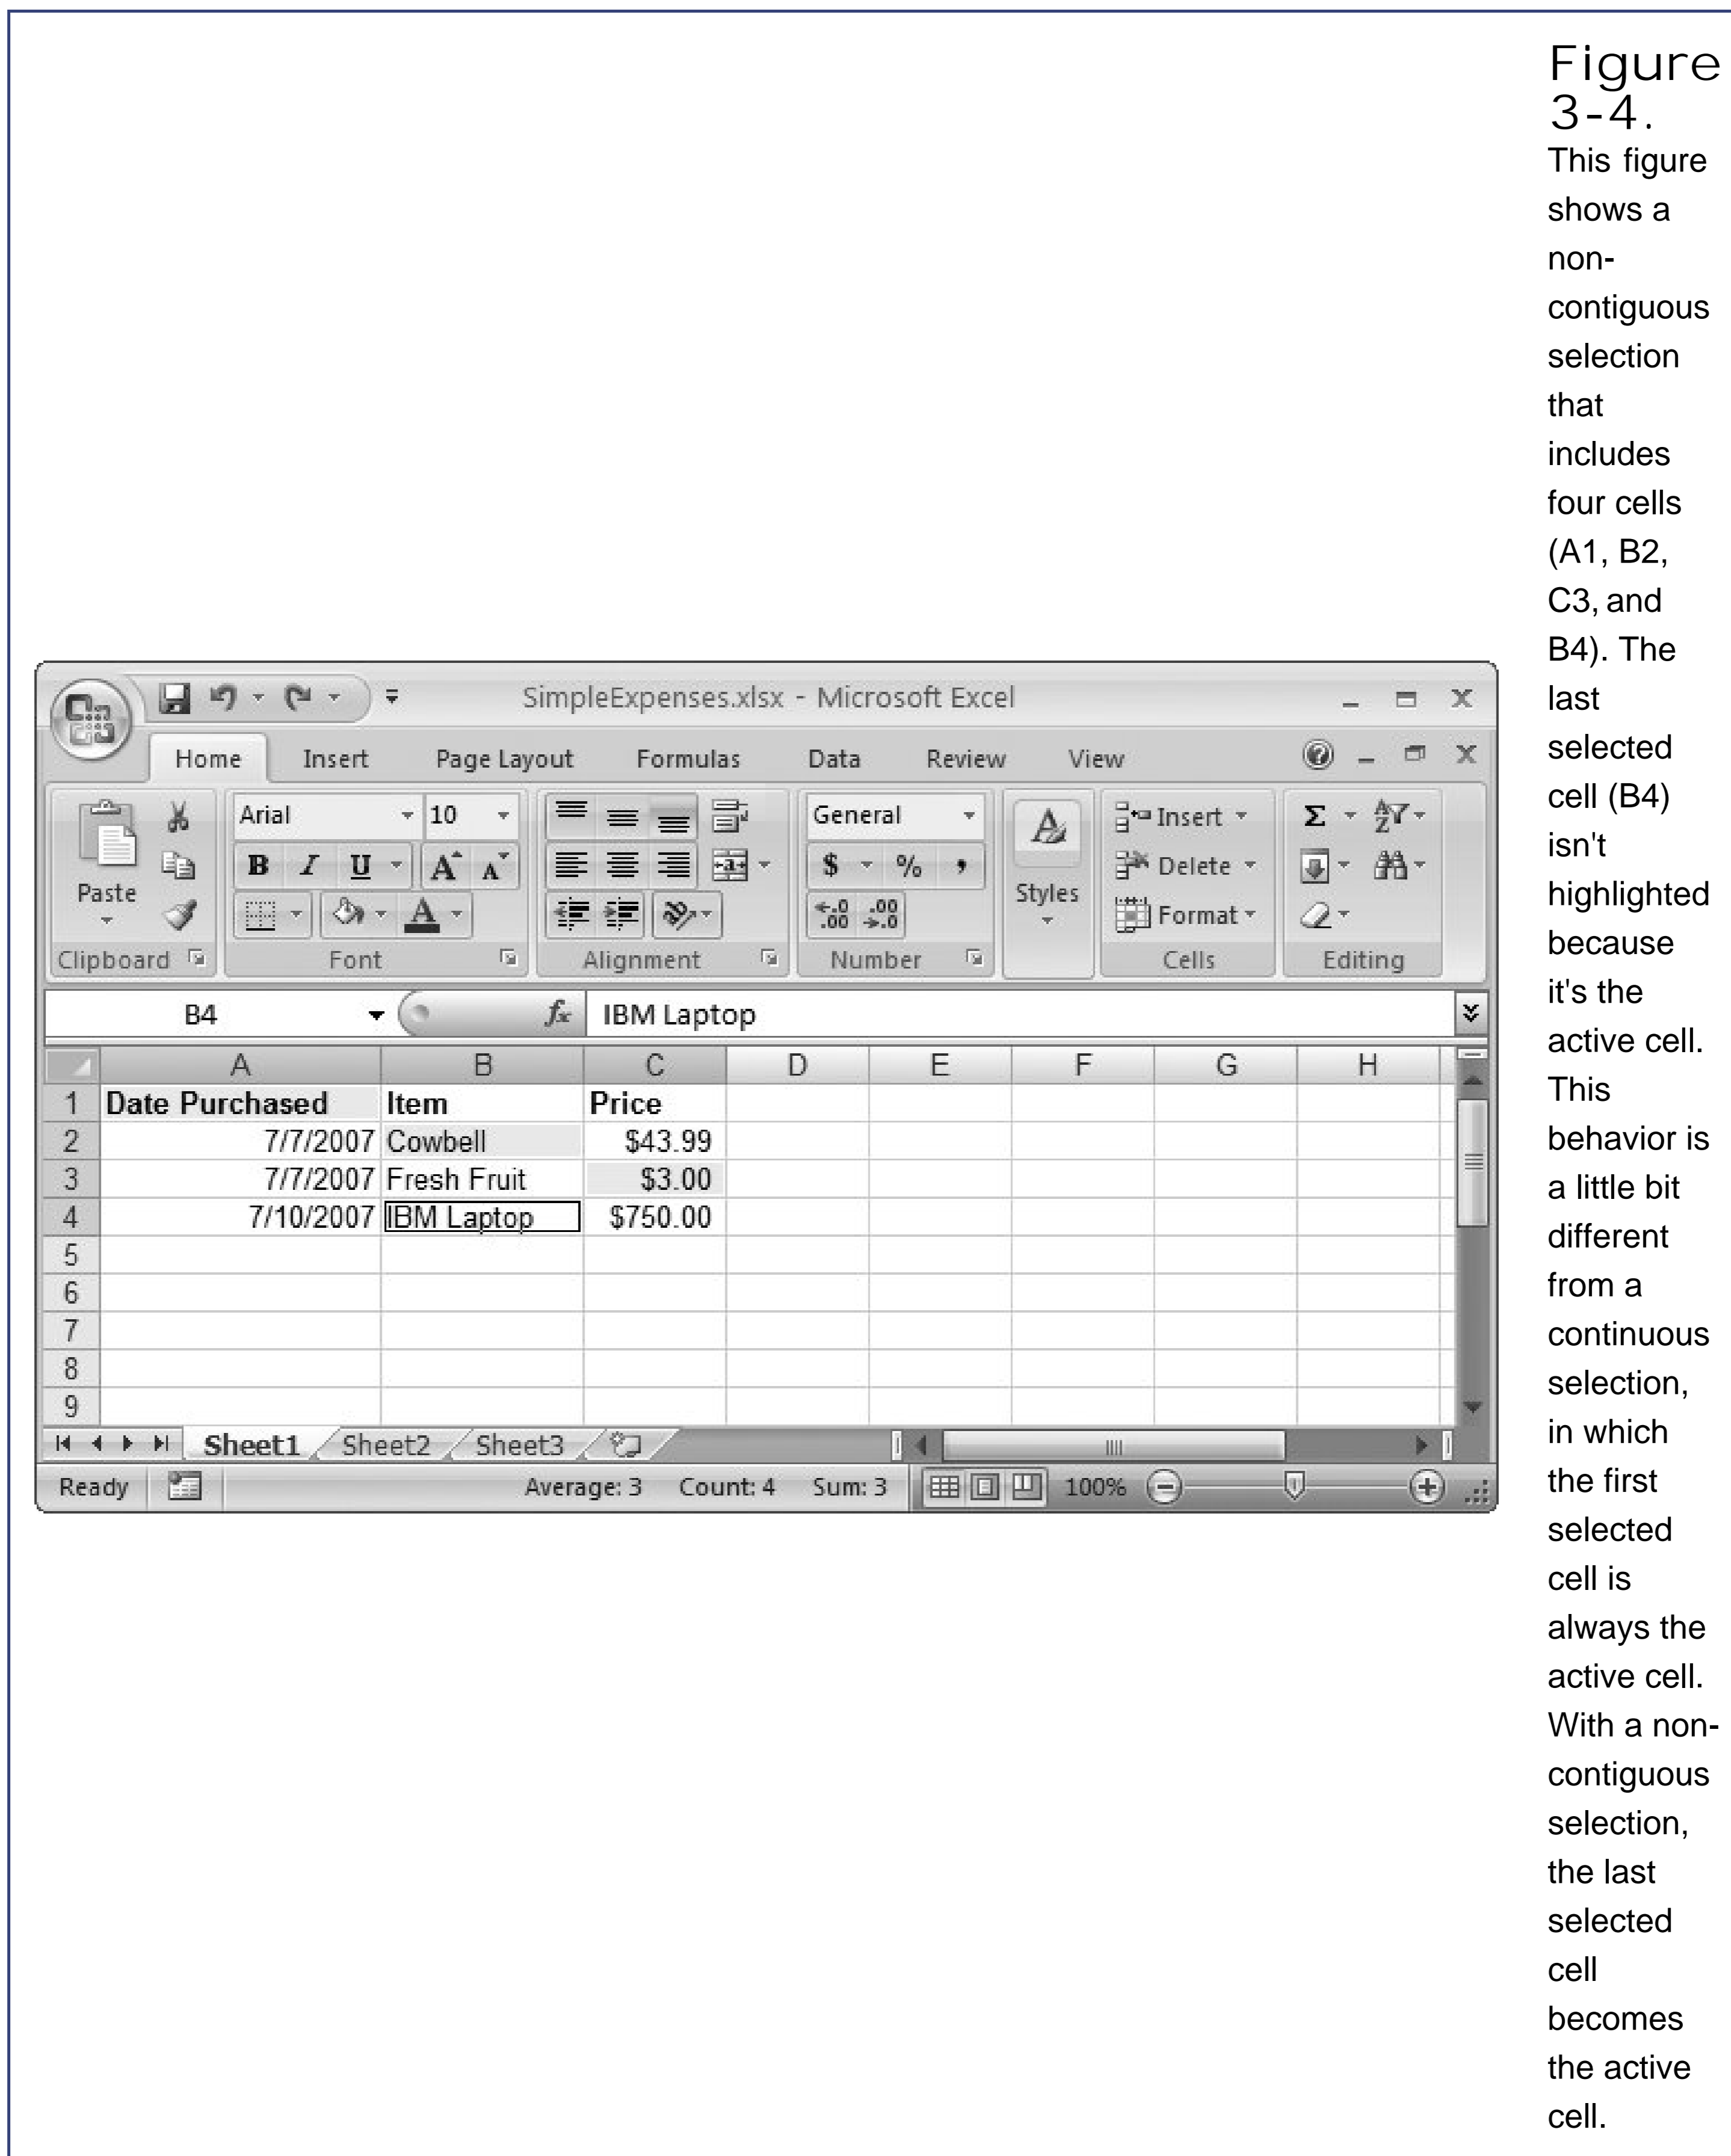 Figure
3-4.
This figure
shows a
non-
contiguous
selection
that
includes
four cells
(A1, B2,
C3, and
B4). The
last
selected
cell (B4)
isn't
highlighted
because
it's the
active cell.
This
behavior is
a little bit
different
from a
continuous
selection,
in which
the first
selected
cell is
always the
active cell.
With a non-
contiguous
selection,
the last
selected
cell
becomes
the active
cell.
SimpleExpenses.xlsx - Microsoft Excel
Home Insert Page Layout Formulas Data Review View
Arial 10 General Insert
B I U A A $ % , Delete
Paste Styles
A .0 .00 .00 .0 Format
Clipboard Font Alignment Number Cells Editing
B4 fx IBM Laptop
A B C D E F G H
1 Date Purchased Item Price
2 7/7/2007 Cowbell $43.99
3 7/7/2007 Fresh Fruit $3.00
4 7/10/2007 IBM Laptop $750.00
5
6
7
8
9
Sheet1 Sheet2 Sheet3
Ready Average: 3 Count: 4 Sum: 3 100%